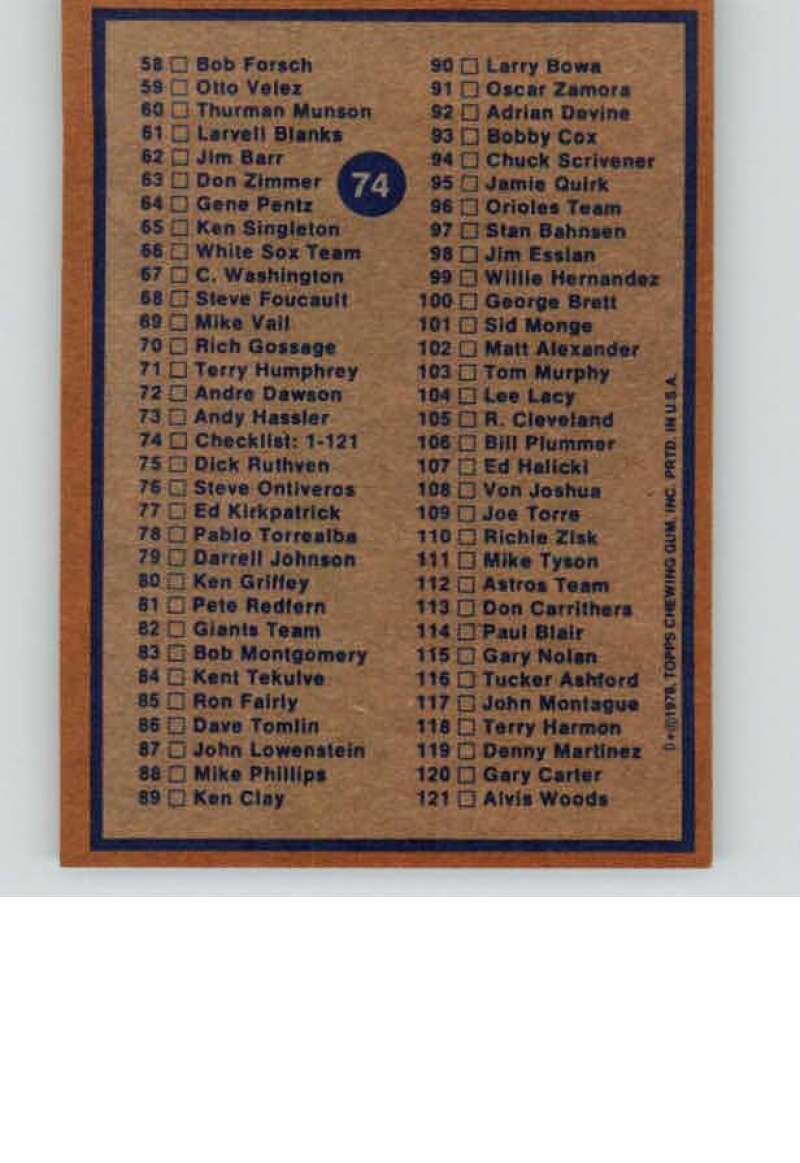 58 Bob Forsch
59 Otto Velez
60 Thurman Munson
61 Larvell Blanks
62 Jim Barr
63 Don Zimmer
64 Gene Pentz
65 Ken Singleton
66 White Sox Team
67 C. Washington
68 Steve Foucault
69 Mike Vail
70 Rich Gossage
71 Terry Humphrey
72 Andre Dawson
73 Andy Hassler
74 Checklist: 1-121
75 Dick Ruthven
76 Steve Ontiveros
77 Ed Kirkpatrick
78 Pablo Torrealba
79 Darrell Johnson
80 Ken Griffey
81 Pete Redfern
82 Giants Team
83 Bob Montgomery
84 Kent Tekulve
85 Ron Fairly
86 Dave Tomlin
87 John Lowenstein
88 Mike Phillips
89 Ken Clay
74
90 Larry Bowa
91 Oscar Zamora
92 Adrian Devine
93 Bobby Cox
94 Chuck Scrivener
95 Jamie Quirk
96 Orioles Team
97 Stan Bahnsen
98 Jim Essian
99 Willie Hernandez
100 George Brett
101 Sid Monge
102 Matt Alexander
103 Tom Murphy
104 Lee Lacy
105 R. Cleveland
106 Bill Plummer
107 Ed Halicki
108 Von Joshua
109 Joe Torre
110 Richie Zisk
111 Mike Tyson
112 Astros Team
113 Don Carrithers
114 Paul Blair
115 Gary Nolan
116 Tucker Ashford
117 John Montague
118 Terry Harmon
119 Denny Martinez
120 Gary Carter
121 Alvis Woods
D*©1978, TOPPS CHEWING GUM, INC. PRTD. IN U.S.A.